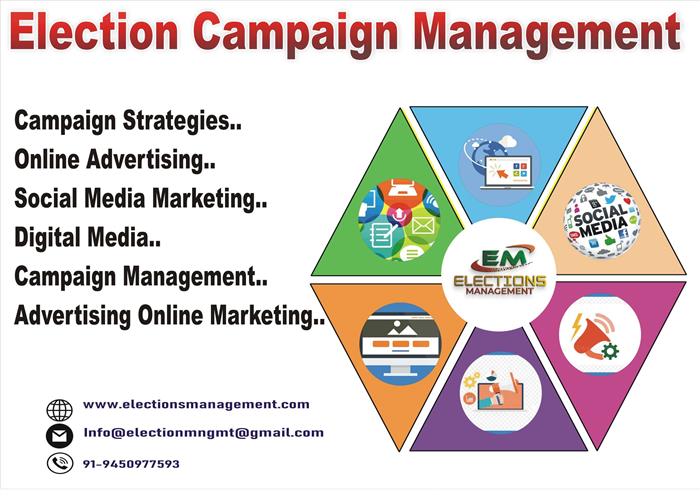 Election Campaign Management
Campaign Strategies..
Online Advertising..
Social Media Marketing..
Digital Media..
Campaign Management..
Advertising Online Marketing..
SOCIAL
MEDIA
EM
ELECTIONS
MANAGEMENT
www.electionsmanagement.com
Info@electionmngmt@gmail.com
91-9450977593